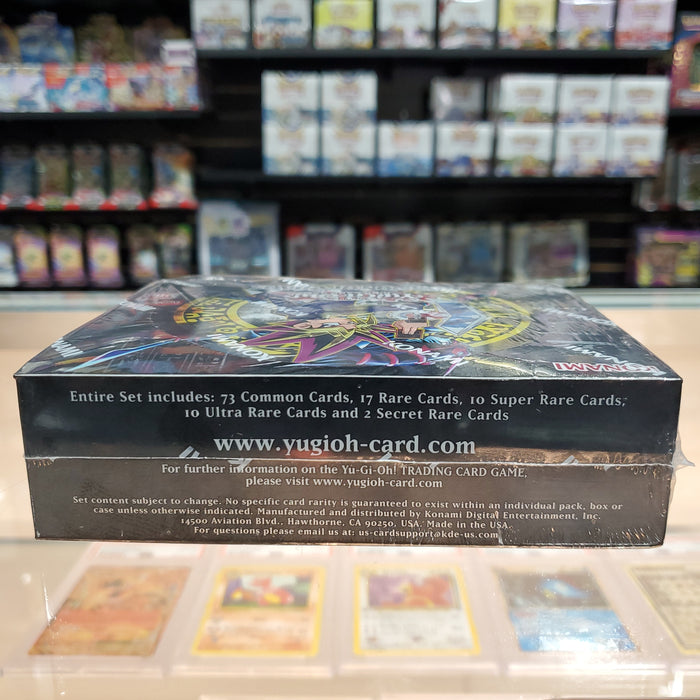 KONAMI
Entire Set includes: 73 Common Cards, 17 Rare Cards, 10 Super Rare Cards,
10 Ultra Rare Cards and 2 Secret Rare Cards
www.yugioh-card.com
For further information on the Yu-Gi-Oh! TRADING CARD GAME,
please visit www.yugioh-card.com
Set content subject to change. No specific card rarity is guaranteed to exist within an individual pack, box or
case unless otherwise indicated. Manufactured and distributed by Konami Digital Entertainment, Inc.
14500 Aviation Blvd., Hawthorne, CA 90250, USA. Made in the USA.
For questions please email us at: us-cardsupport@kde-us.com